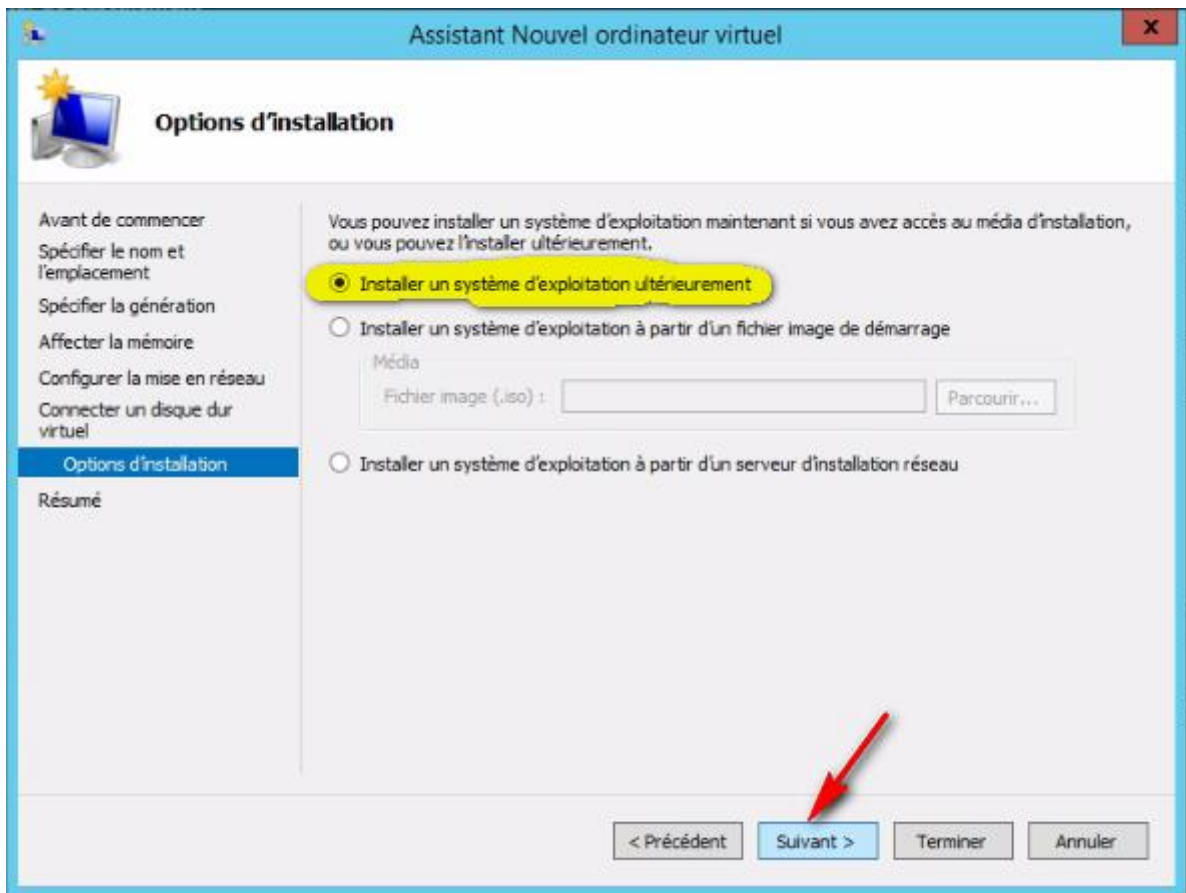 Assistant Nouvel ordinateur virtuel
x
Options d'installation
Avant de commencer
Spécifier le nom et
l'emplacement
Spécifier la génération
Affecter la mémoire
Configurer la mise en réseau
Connecter un disque dur
virtuel
Options d'installation
Résumé
Vous pouvez installer un système d'exploitation maintenant si vous avez accès au média d'installation,
ou vous pouvez l'installer ultérieurement.
Installer un système d'exploitation ultérieurement
Installer un système d'exploitation à partir d'un fichier image de démarrage
Média
Fichier image (.iso) :
Parcourir...
Installer un système d'exploitation à partir d'un serveur d'installation réseau
< Précédent
Suivant >
Terminer
Annuler